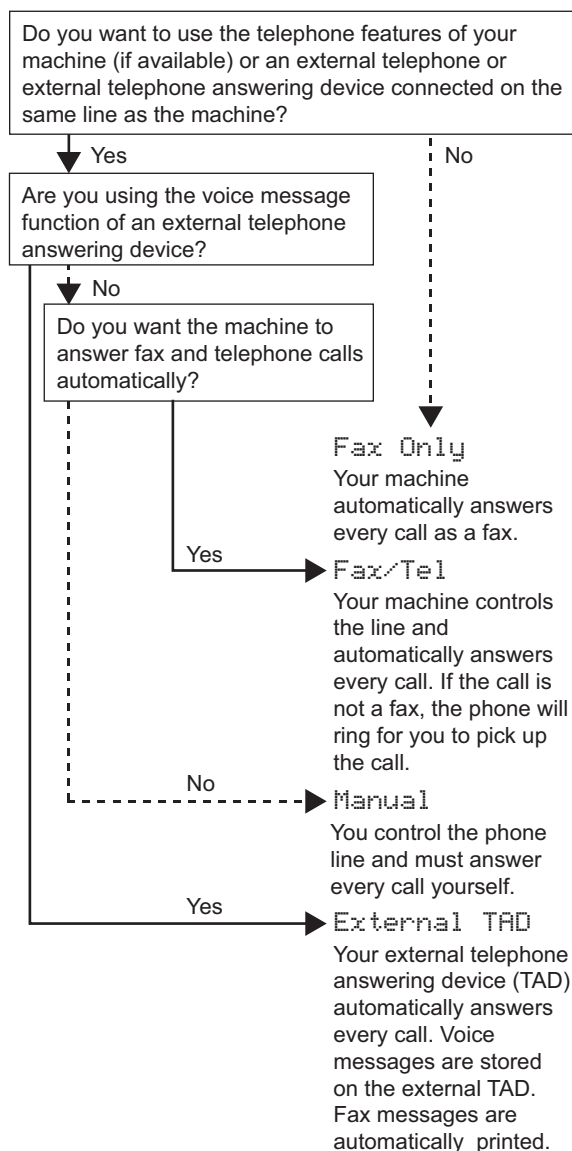 Do you want to use the telephone features of your
machine (if available) or an external telephone or
external telephone answering device connected on the
same line as the machine?
Yes
No
Are you using the voice message
function of an external telephone
answering device?
No
Do you want the machine to
answer fax and telephone calls
automatically?
Fax Only
Your machine
automatically answers
every call as a fax.
Yes
Fax/Tel
Your machine controls
the line and
automatically answers
every call. If the call is
not a fax, the phone will
ring for you to pick up
the call.
No
Manual
You control the phone
line and must answer
every call yourself.
Yes
External TAD
Your external telephone
answering device (TAD)
automatically answers
every call. Voice
messages are stored
on the external TAD.
Fax messages are
automatically printed.